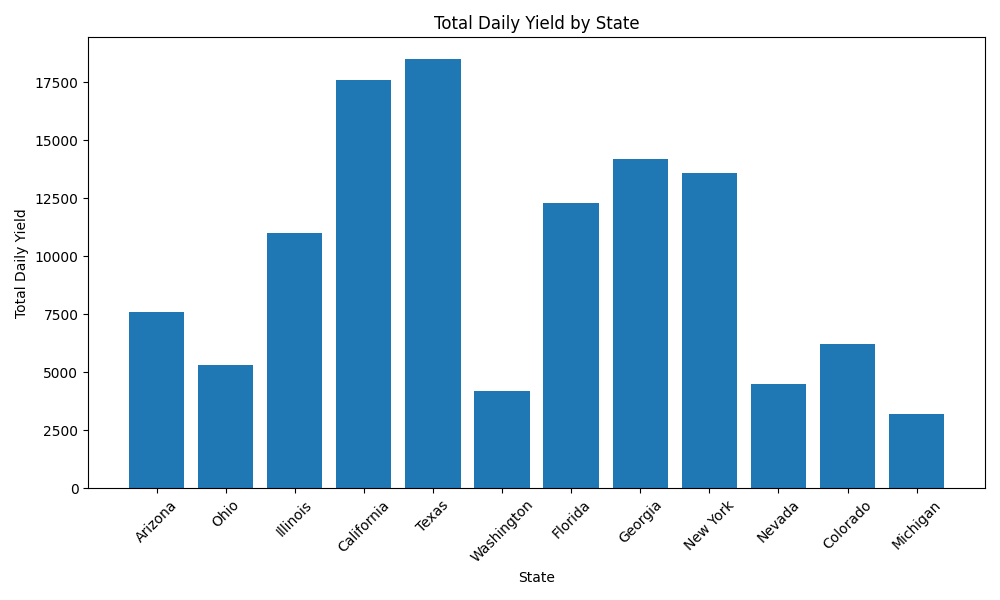 Total Daily Yield by State
Total Daily Yield
17500
15000
12500
10000
7500
5000
2500
0
Arizona
Ohio
Illinois
California
Texas
Washington
Florida
Georgia
New York
Nevada
Colorado
Michigan
State